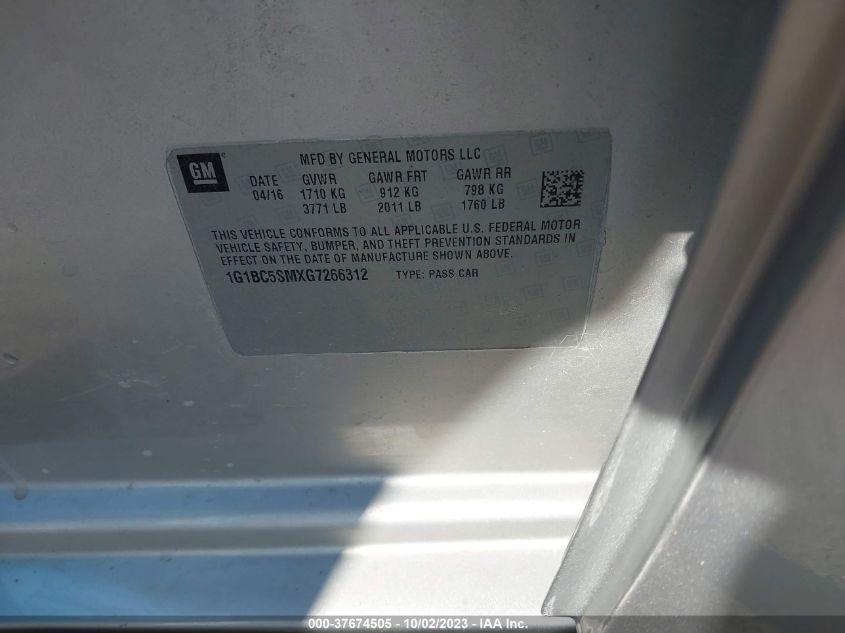 GM
MFD BY GENERAL MOTORS LLC
DATE GVWR GAWR FRT GAWR RR
04/16 1710 KG 912 KG 798 KG
3771 LB 2011 LB 1760 LB
THIS VEHICLE CONFORMS TO ALL APPLICABLE U.S. FEDERAL MOTOR
VEHICLE SAFETY, BUMPER, AND THEFT PREVENTION STANDARDS IN
EFFECT ON THE DATE OF MANUFACTURE SHOWN ABOVE.
1G1BC5SMXG7266312 TYPE: PASS CAR
000-37674505 - 10/02/2023 - IAA Inc.